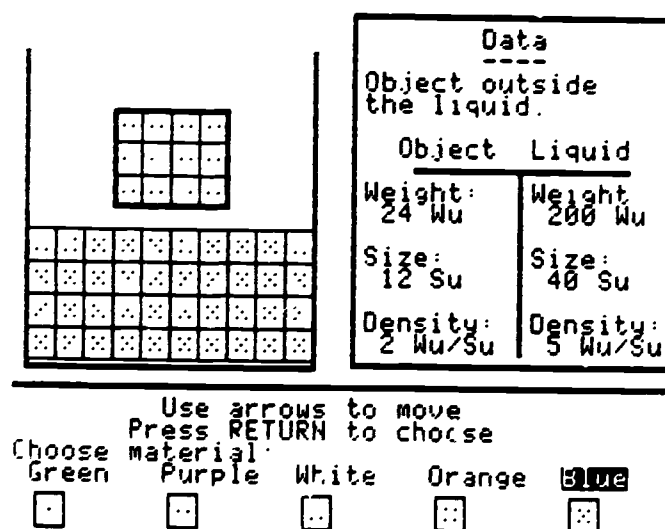 Data
Object outside
the liquid.
Object Liquid
Weight: Weight
24 Wu 200 Wu
Size: Size:
12 Su 40 Su
Density: Density:
2 Wu/Su 5 Wu/Su
Use arrows to move
Press RETURN to choose
Choose material:
Green Purple White Orange Blue